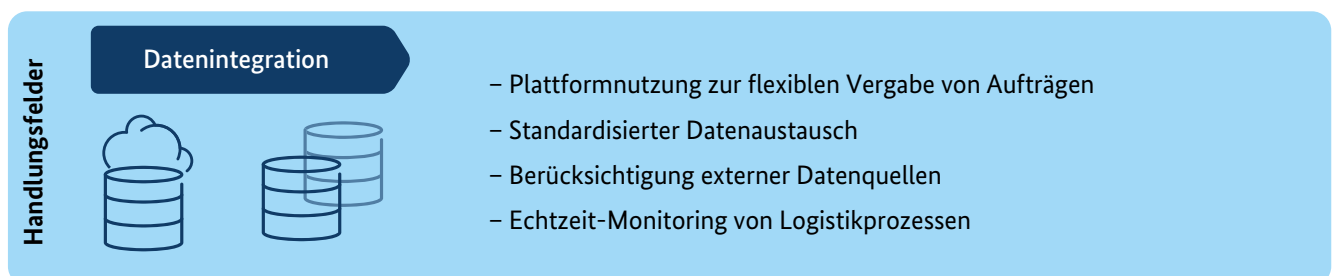 Handlungsfelder
Datenintegration
– Plattformnutzung zur flexiblen Vergabe von Aufträgen
– Standardisierter Datenaustausch
– Berücksichtigung externer Datenquellen
– Echtzeit-Monitoring von Logistikprozessen